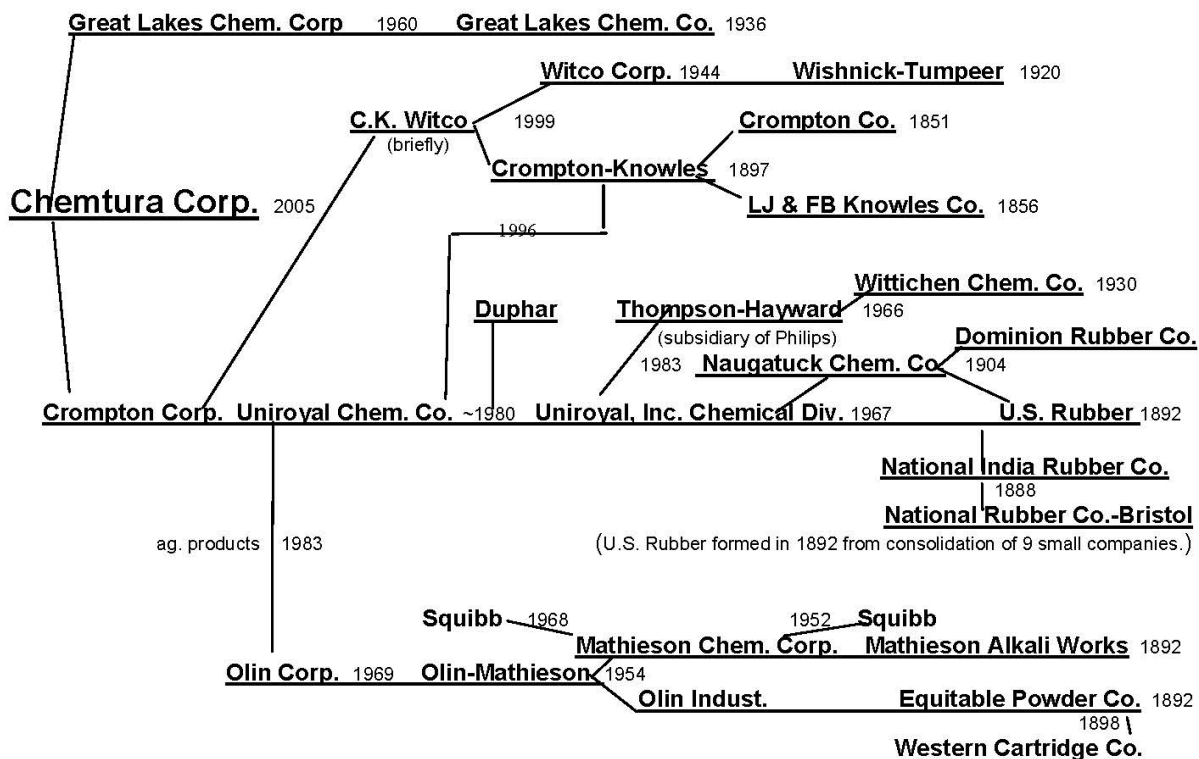 Great Lakes Chem. Corp 1960 Great Lakes Chem. Co. 1936
Witco Corp. 1944 Wishnick-Tumpeer 1920
C.K. Witco 1999 Crompton Co. 1851
(briefly)
Crompton-Knowles 1897
Chemtura Corp. 2005 LJ & FB Knowles Co. 1856
1996
Wittichen Chem. Co. 1930
Duphar Thompson-Hayward 1966
(subsidiary of Philips) Dominion Rubber Co.
1983 Naugatuck Chem. Co. 1904
Crompton Corp. Uniroyal Chem. Co. ~1980 Uniroyal, Inc. Chemical Div. 1967 U.S. Rubber 1892
National India Rubber Co.
1888
National Rubber Co.-Bristol
ag. products 1983 (U.S. Rubber formed in 1892 from consolidation of 9 small companies.)
Squibb 1968 1952 Squibb
Mathieson Chem. Corp. Mathieson Alkali Works 1892
Olin Corp. 1969 Olin-Mathieson 1954
Olin Indust. Equitable Powder Co. 1892
1898
Western Cartridge Co.